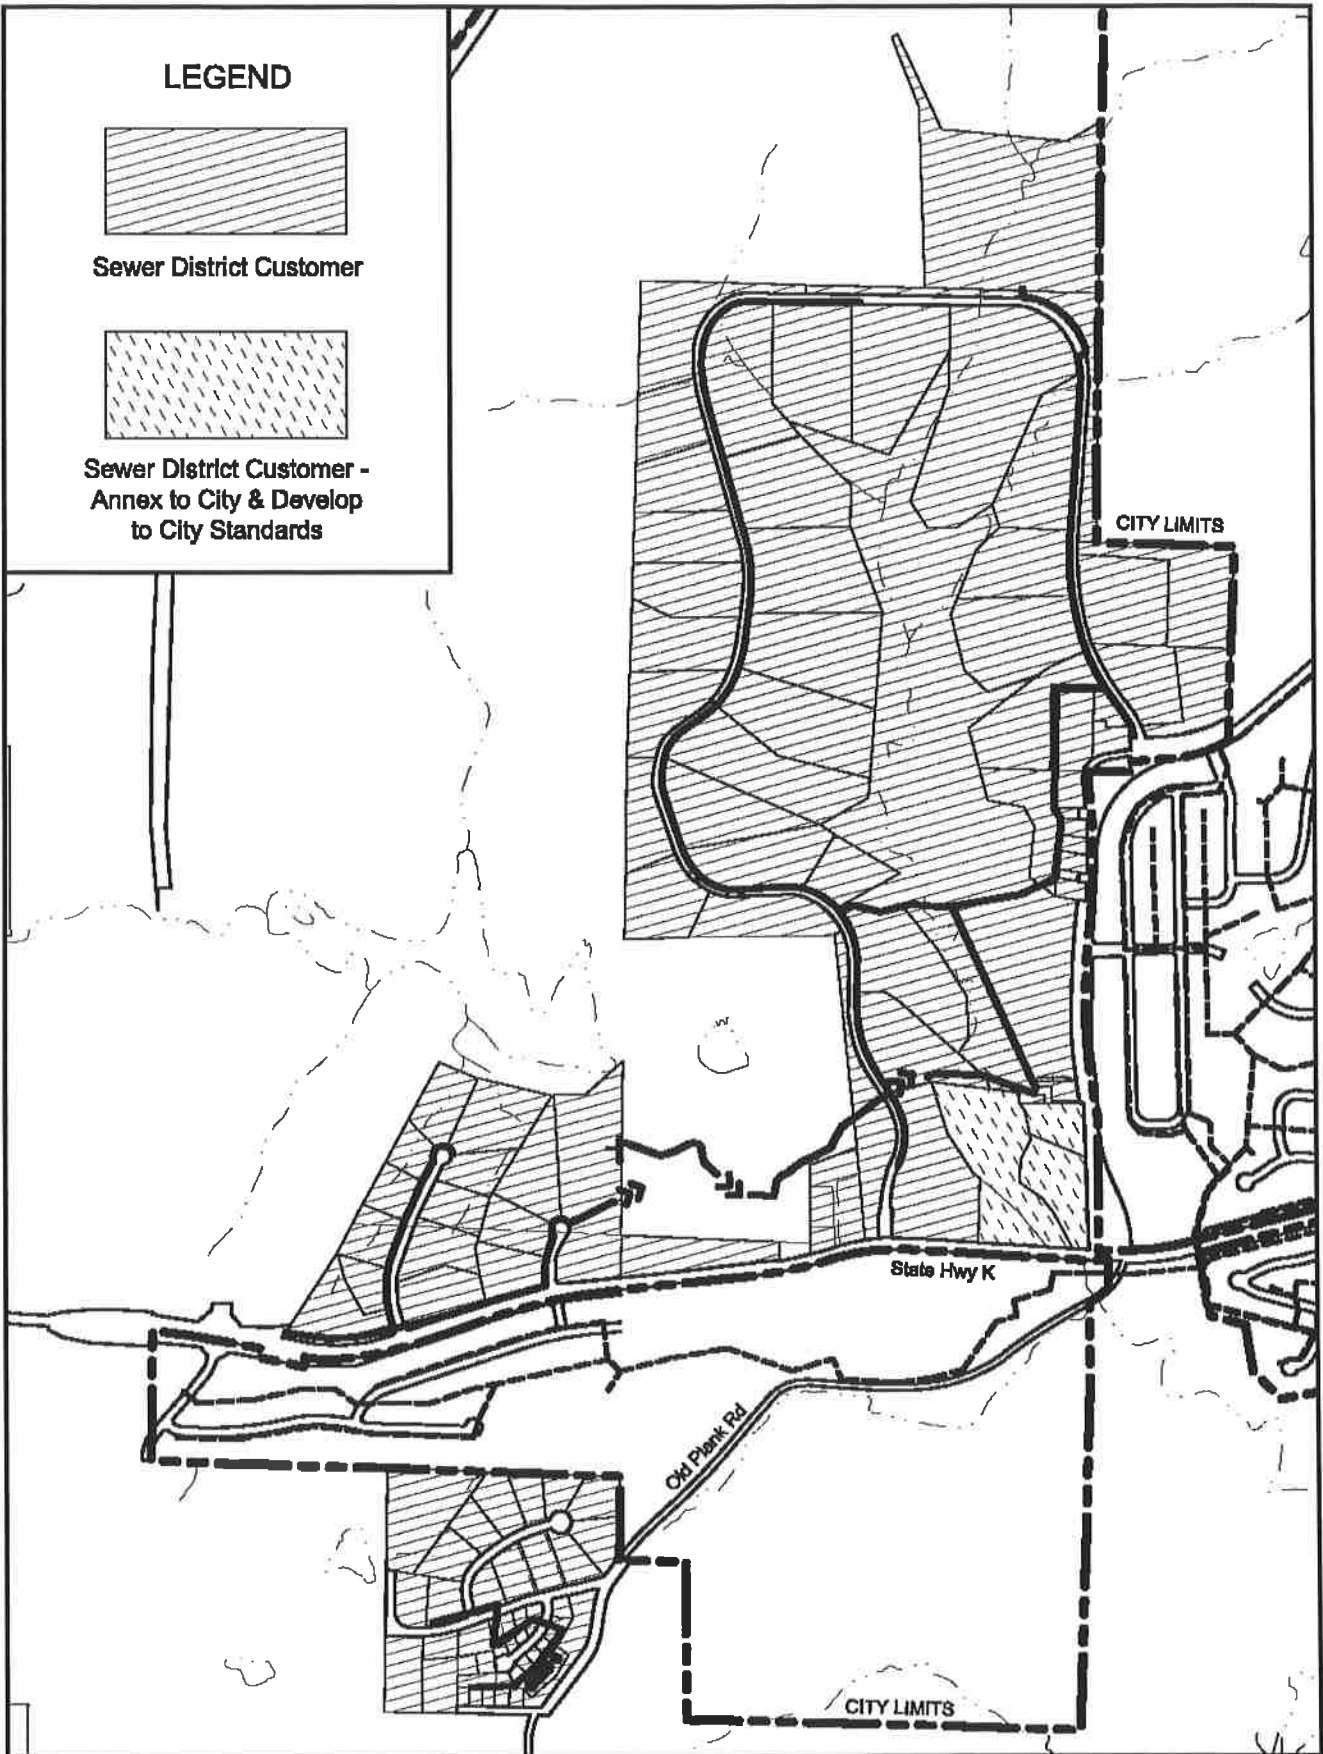 LEGEND
Sewer District Customer
Sewer District Customer -
Annex to City & Develop
to City Standards
CITY LIMITS
State Hwy K
Old Plank Rd
CITY LIMITS